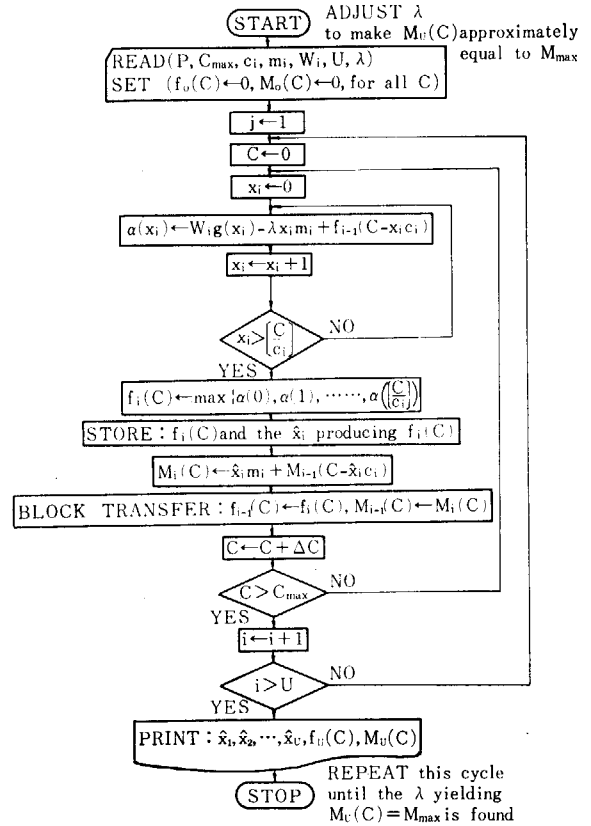 START
ADJUST λ
to make M_U(C) approximately
equal to M_max
READ(P, C_max, c_i, m_i, W_i, U, λ)
SET (f_o(C)←0, M_o(C)←0, for all C)
j←1
C←0
x_i←0
α(x_i)←W_i g(x_i)-λx_i m_i+f_{i-1}(C-x_i c_i)
x_i←x_i+1
x_i>[C/c_i]
NO
YES
f_i(C)←max{α(0), α(1), ……, α([C/c_i])
STORE : f_i(C) and the x̂_i producing f_i(C)
M_i(C)←x̂_i m_i+M_{i-1}(C-x̂_i c_i)
BLOCK TRANSFER : f_{i-1}(C)←f_i(C), M_{i-1}(C)←M_i(C)
C←C+ΔC
C>C_max
NO
YES
i←i+1
i>U
NO
YES
PRINT : x̂_1, x̂_2, …, x̂_U, f_U(C), M_U(C)
STOP
REPEAT this cycle
until the λ yielding
M_U(C)=M_max is found